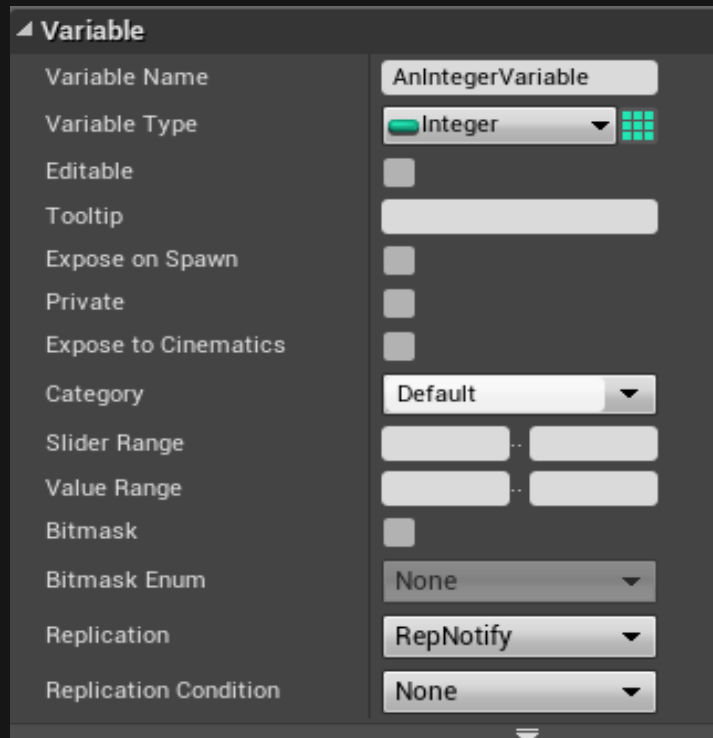 Variable
Variable Name AnIntegerVariable
Variable Type Integer
Editable
Tooltip
Expose on Spawn
Private
Expose to Cinematics
Category Default
Slider Range ..
Value Range ..
Bitmask
Bitmask Enum None
Replication RepNotify
Replication Condition None